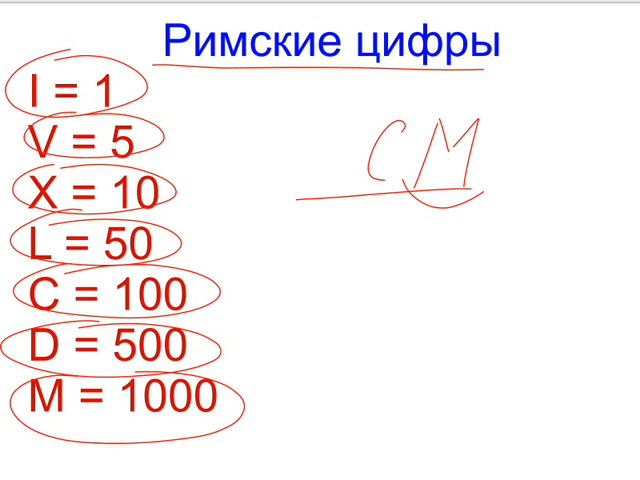 Римские цифры
I = 1
V = 5
X = 10
L = 50
C = 100
D = 500
M = 1000
CM